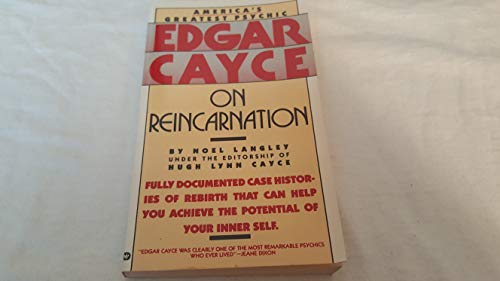 AMERICA'S
GREATEST PSYCHIC
EDGAR
CAYCE
ON
REINCARNATION
BY NOEL LANGLEY
UNDER THE EDITORSHIP OF
HUGH LYNN CAYCE
FULLY DOCUMENTED CASE HISTOR-
IES OF REBIRTH THAT CAN HELP
YOU ACHIEVE THE POTENTIAL OF
YOUR INNER SELF.
"EDGAR CAYCE WAS CLEARLY ONE OF THE MOST REMARKABLE PSYCHICS
WHO EVER LIVED" —JEANE DIXON